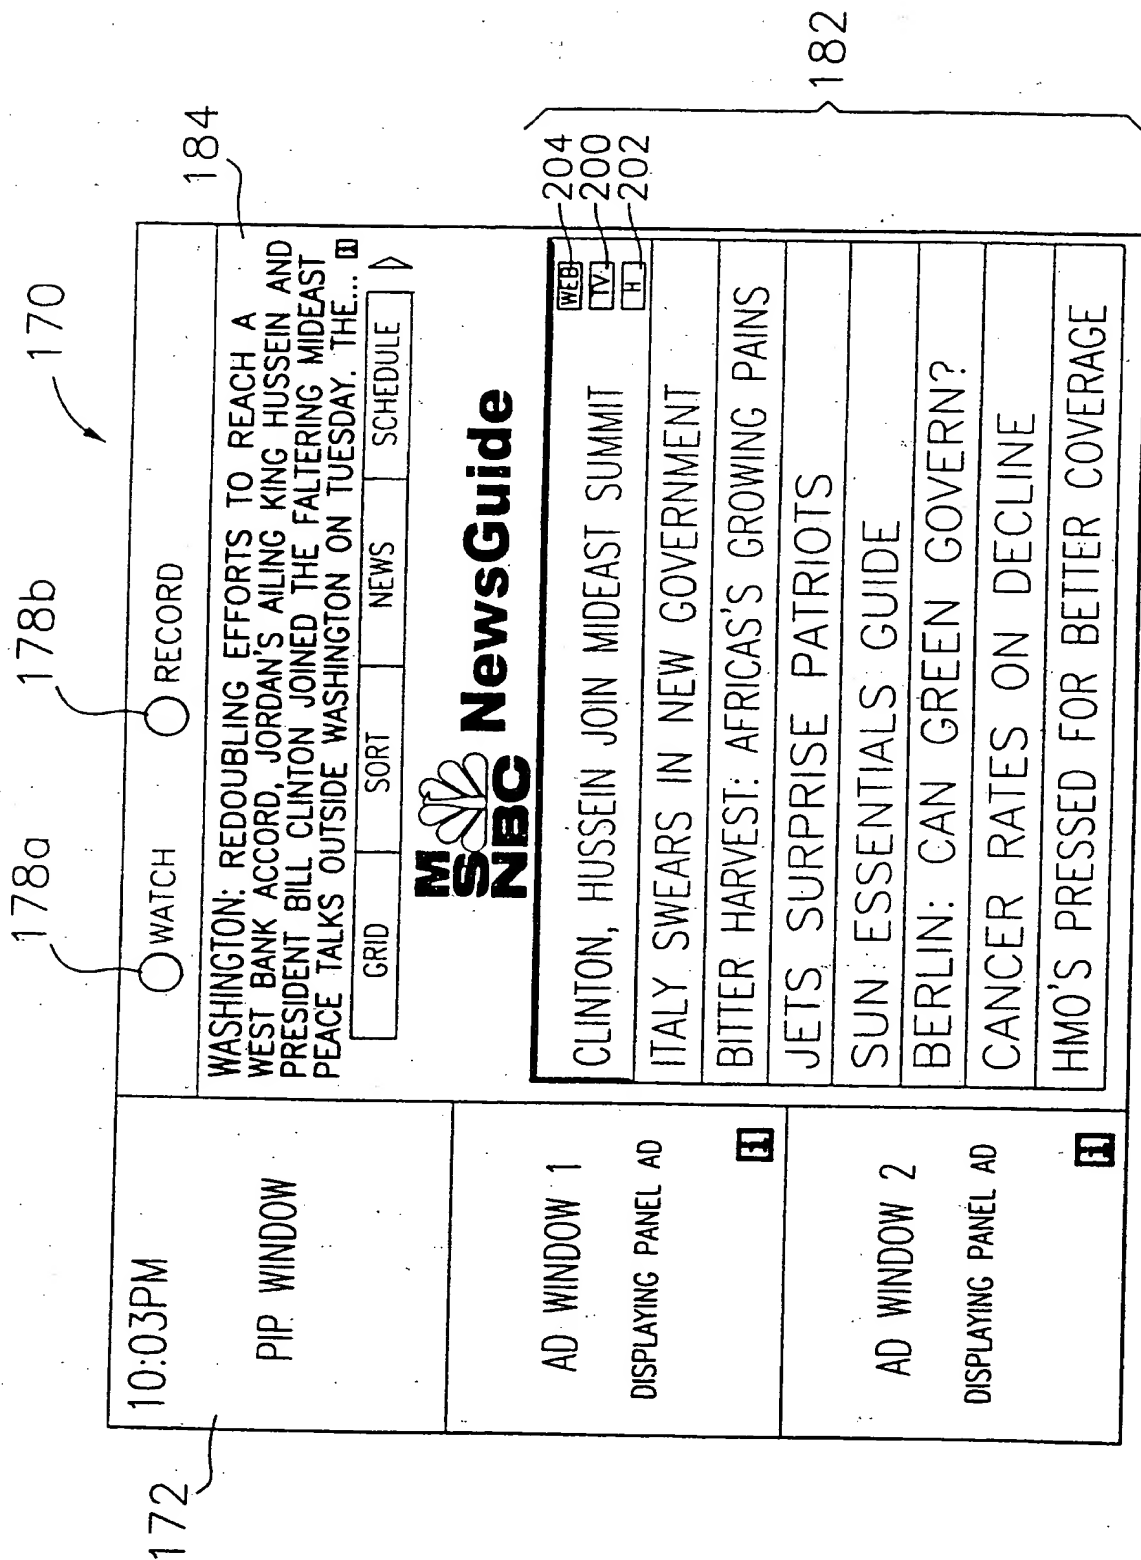 170
178a
178b
184
172
10:03PM
PIP WINDOW
AD WINDOW 1
DISPLAYING PANEL AD
i
AD WINDOW 2
DISPLAYING PANEL AD
i
WATCH
RECORD
WASHINGTON: REDOUBLING EFFORTS TO REACH A
WEST BANK ACCORD, JORDAN'S AILING KING HUSSEIN AND
PRESIDENT BILL CLINTON JOINED THE FALTERING MIDEAST
PEACE TALKS OUTSIDE WASHINGTON ON TUESDAY. THE... i
GRID SORT NEWS SCHEDULE
MSNBC NewsGuide
CLINTON, HUSSEIN JOIN MIDEAST SUMMIT
WEB
TV
H
204
200
202
ITALY SWEARS IN NEW GOVERNMENT
BITTER HARVEST: AFRICAS'S GROWING PAINS
JETS SURPRISE PATRIOTS
SUN: ESSENTIALS GUIDE
BERLIN: CAN GREEN GOVERN?
CANCER RATES ON DECLINE
HMO'S PRESSED FOR BETTER COVERAGE
182